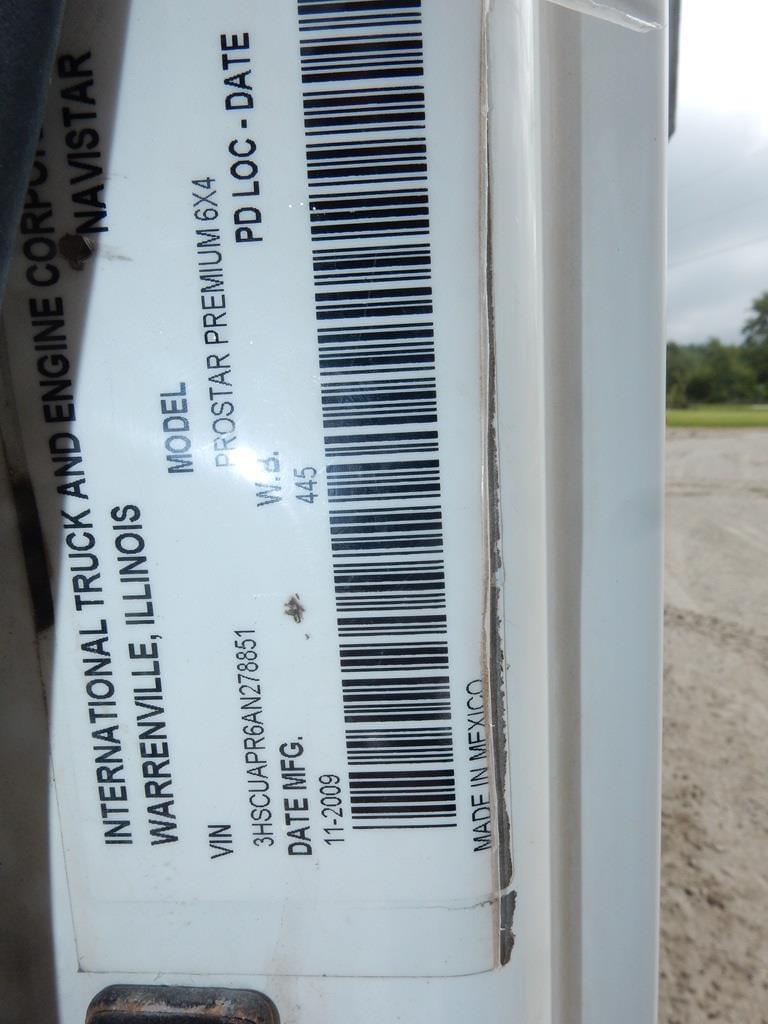 INTERNATIONAL TRUCK AND ENGINE
WARRENVILLE, ILLINOIS
NAVISTAR
MODEL
VIN
PROSTAR PREMIUM 6X4
3HSCUAPR6AN278851
W.B.
PD LOC - DATE
DATE MFG.
445
11-2009
MADE IN MEXICO